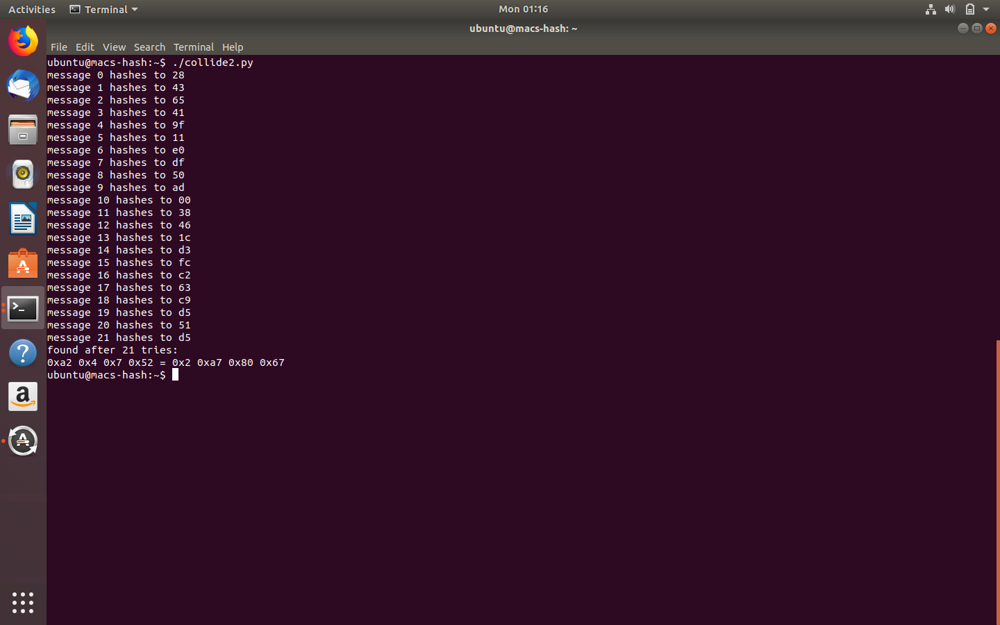 Activities Terminal Mon 01:16
ubuntu@macs-hash: ~
File Edit View Search Terminal Help
ubuntu@macs-hash:~$ ./collide2.py
message 0 hashes to 28
message 1 hashes to 43
message 2 hashes to 65
message 3 hashes to 41
message 4 hashes to 9f
message 5 hashes to 11
message 6 hashes to e0
message 7 hashes to df
message 8 hashes to 50
message 9 hashes to ad
message 10 hashes to 00
message 11 hashes to 38
message 12 hashes to 46
message 13 hashes to 1c
message 14 hashes to d3
message 15 hashes to fc
message 16 hashes to c2
message 17 hashes to 63
message 18 hashes to c9
message 19 hashes to d5
message 20 hashes to 51
message 21 hashes to d5
found after 21 tries:
0xa2 0x4 0x7 0x52 = 0x2 0xa7 0x80 0x67
ubuntu@macs-hash:~$